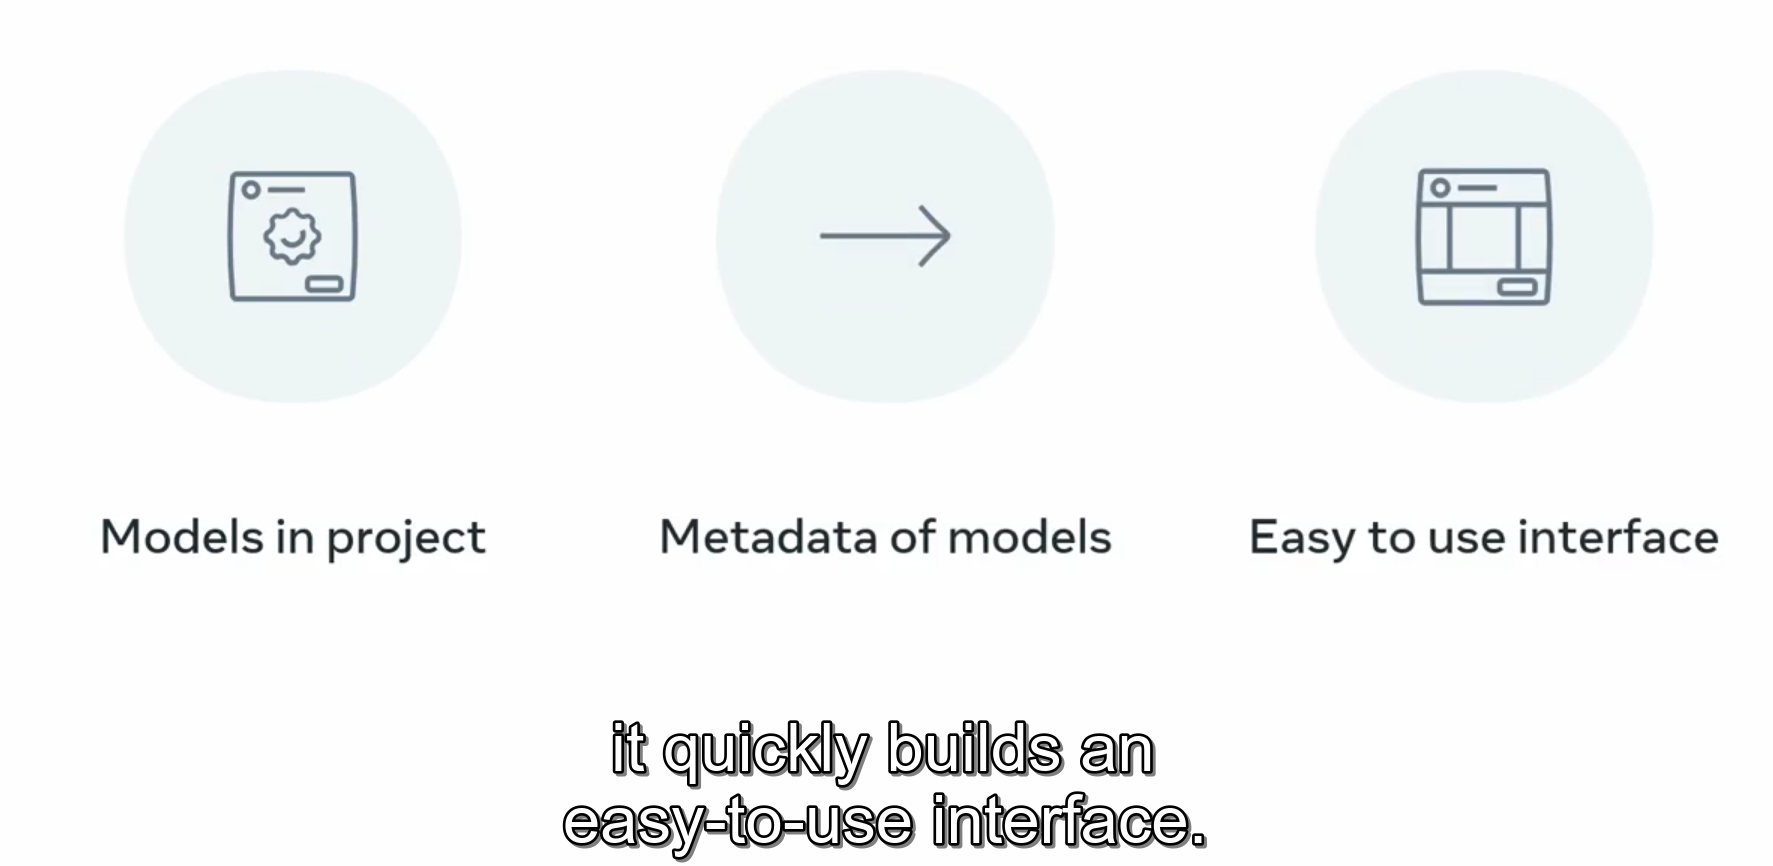 Models in project
Metadata of models
Easy to use interface
it quickly builds an
easy-to-use interface.